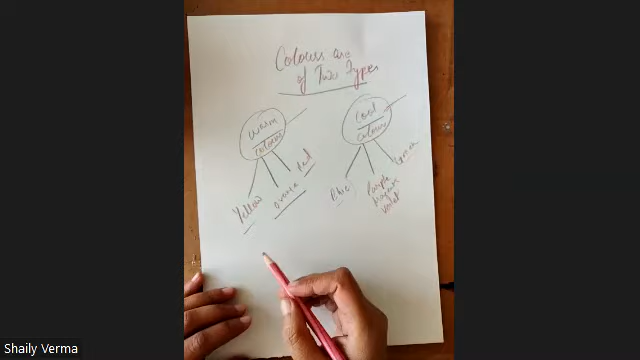 Colours are
of Two Types
Warm
colours
Cool
colours
Yellow
Orange
Red
Blue
Purple
Violet
Green
Shaily Verma